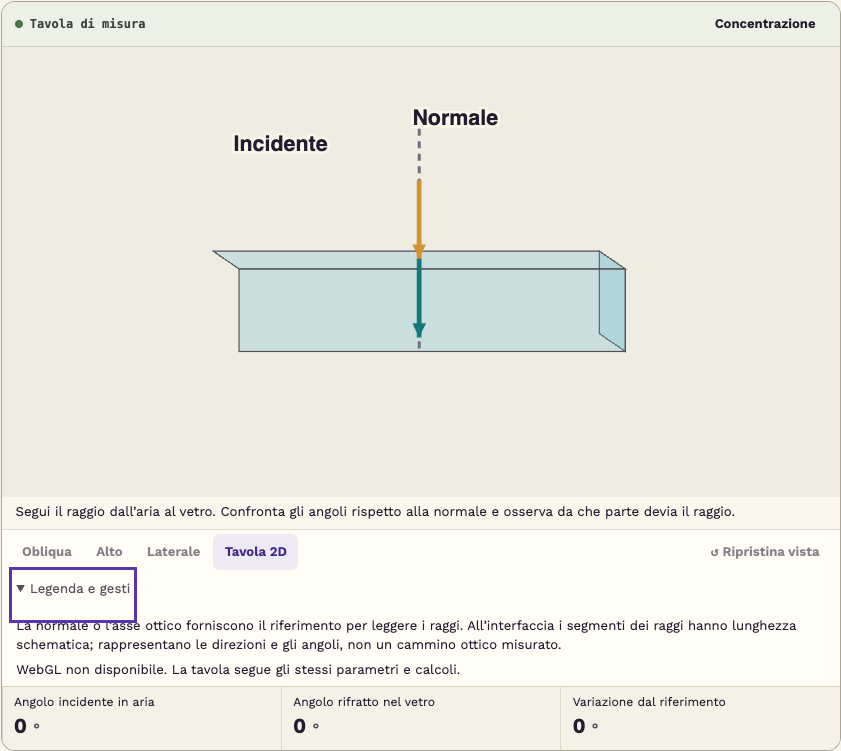 Tavola di misura
Concentrazione
Normale
Incidente
Segui il raggio dall’aria al vetro. Confronta gli angoli rispetto alla normale e osserva da che parte devia il raggio.
Obliqua Alto Laterale Tavola 2D ↺ Ripristina vista
▼ Legenda e gesti
La normale o l’asse ottico forniscono il riferimento per leggere i raggi. All’interfaccia i segmenti dei raggi hanno lunghezza
schematica; rappresentano le direzioni e gli angoli, non un cammino ottico misurato.
WebGL non disponibile. La tavola segue gli stessi parametri e calcoli.
Angolo incidente in aria
0 °
Angolo rifratto nel vetro
0 °
Variazione dal riferimento
0 °